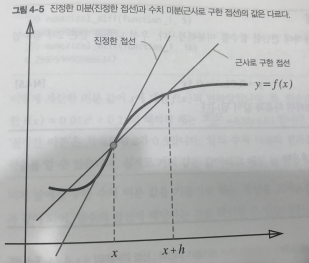 그림 4-5 진정한 미분(진정한 접선)과 수치 미분(근사로 구한 접선)의 값은 다르다.
진정한 접선
근사로 구한 접선
y=f(x)
x
x+h